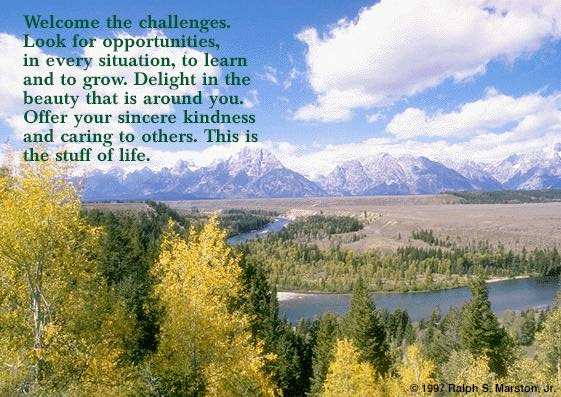 Welcome the challenges.
Look for opportunities,
in every situation, to learn
and to grow. Delight in the
beauty that is around you.
Offer your sincere kindness
and caring to others. This is
the stuff of life.
© 1997 Ralph S. Marston, Jr.